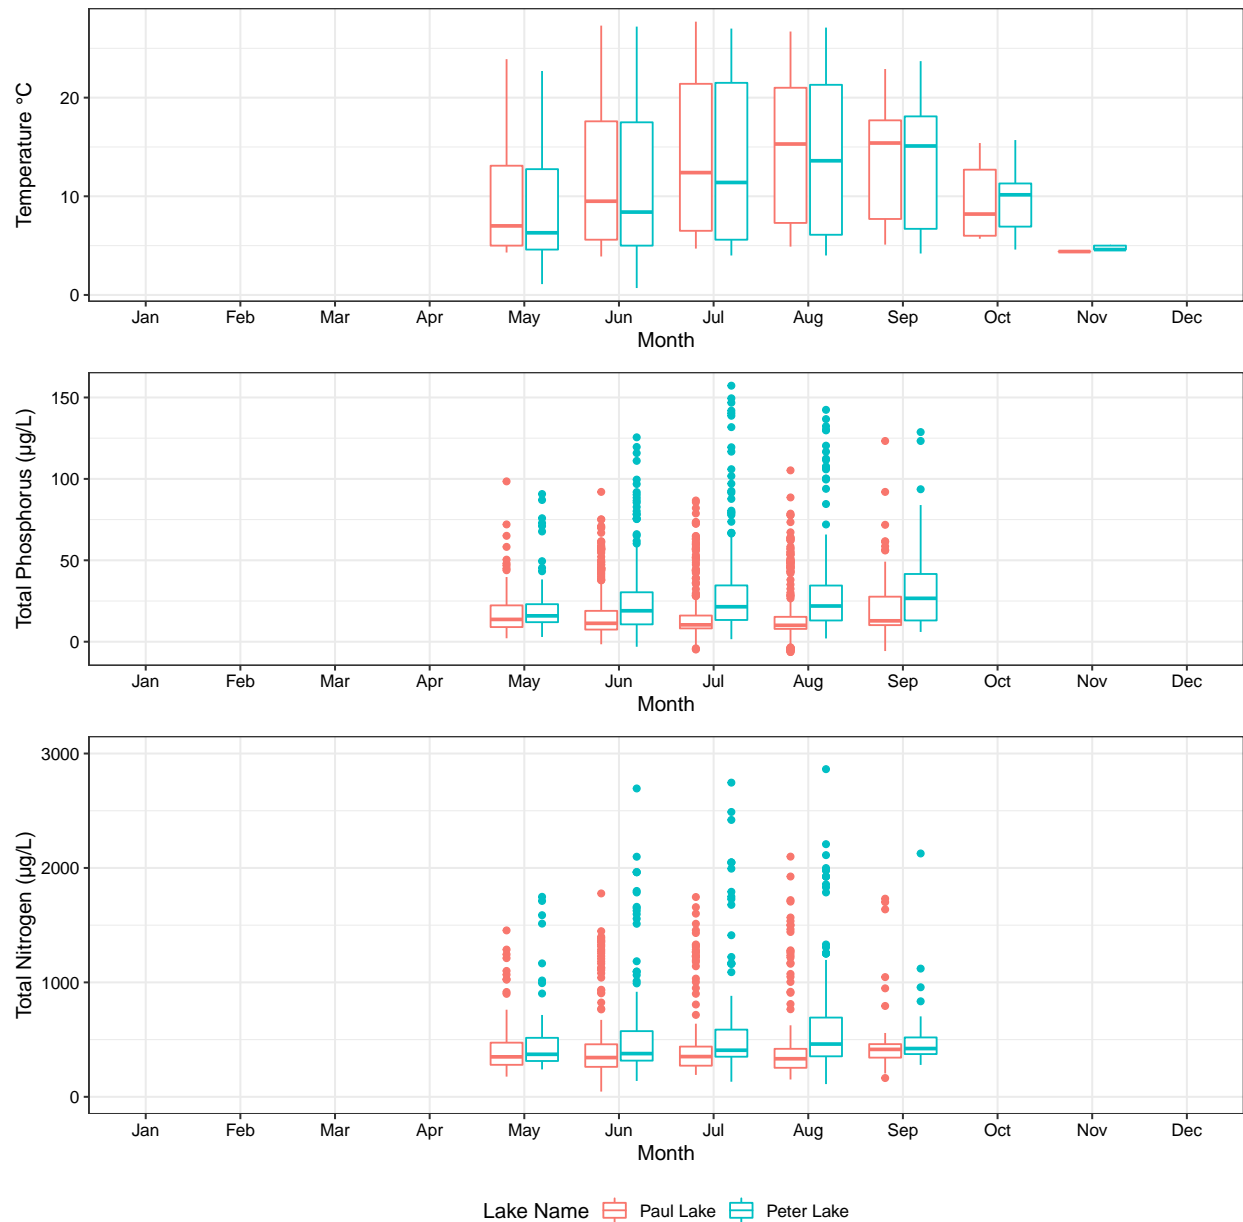 Temperature °C
20
10
0
Jan Feb Mar Apr May Jun Jul Aug Sep Oct Nov Dec
Month
Total Phosphorus (µg/L)
150
100
50
0
Jan Feb Mar Apr May Jun Jul Aug Sep Oct Nov Dec
Month
Total Nitrogen (µg/L)
3000
2000
1000
0
Jan Feb Mar Apr May Jun Jul Aug Sep Oct Nov Dec
Month
Lake Name Paul Lake Peter Lake